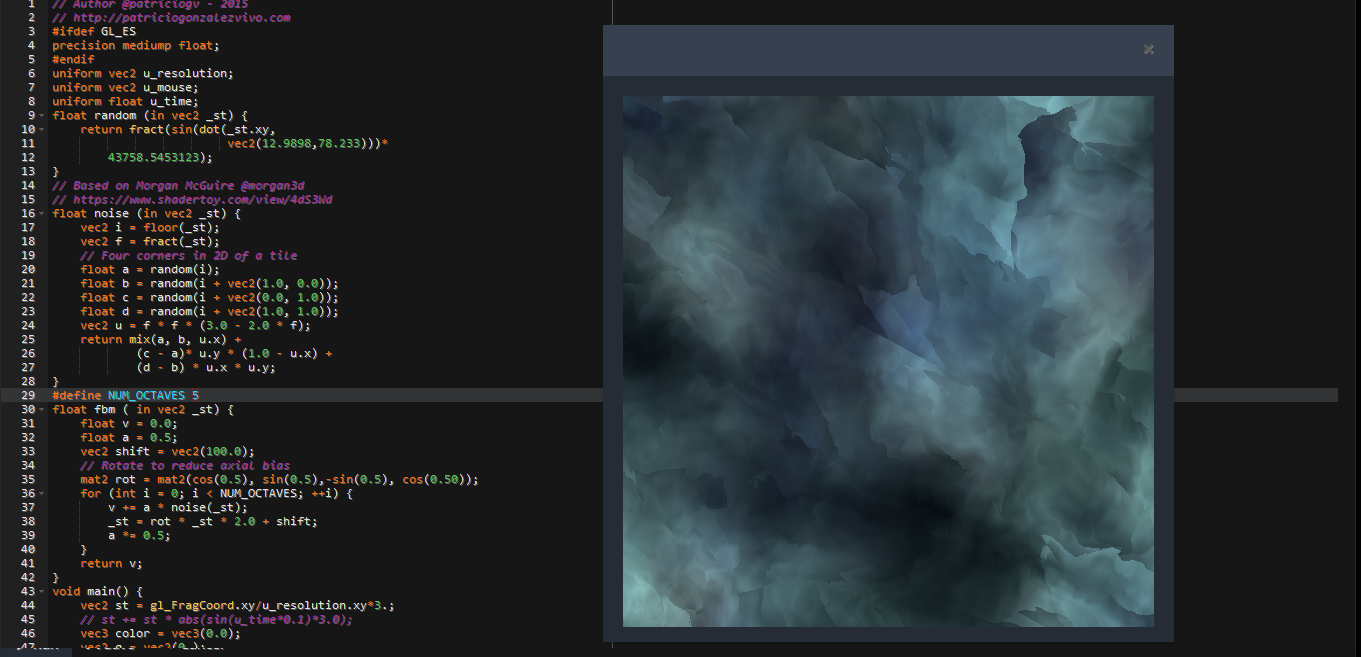 1 // Author @patriciogv - 2015
2 // http://patriciogonzalezvivo.com
3 #ifdef GL_ES
4 precision mediump float;
5 #endif
6 uniform vec2 u_resolution;
7 uniform vec2 u_mouse;
8 uniform float u_time;
9 float random (in vec2 _st) {
10 return fract(sin(dot(_st.xy,
11 vec2(12.9898,78.233)))*
12 43758.5453123);
13 }
14 // Based on Morgan McGuire @morgan3d
15 // https://www.shadertoy.com/view/4dS3Wd
16 float noise (in vec2 _st) {
17 vec2 i = floor(_st);
18 vec2 f = fract(_st);
19 // Four corners in 2D of a tile
20 float a = random(i);
21 float b = random(i + vec2(1.0, 0.0));
22 float c = random(i + vec2(0.0, 1.0));
23 float d = random(i + vec2(1.0, 1.0));
24 vec2 u = f * f * (3.0 - 2.0 * f);
25 return mix(a, b, u.x) +
26 (c - a)* u.y * (1.0 - u.x) +
27 (d - b) * u.x * u.y;
28 }
29 #define NUM_OCTAVES 5
30 float fbm ( in vec2 _st) {
31 float v = 0.0;
32 float a = 0.5;
33 vec2 shift = vec2(100.0);
34 // Rotate to reduce axial bias
35 mat2 rot = mat2(cos(0.5), sin(0.5),-sin(0.5), cos(0.50));
36 for (int i = 0; i < NUM_OCTAVES; ++i) {
37 v += a * noise(_st);
38 _st = rot * _st * 2.0 + shift;
39 a *= 0.5;
40 }
41 return v;
42 }
43 void main() {
44 vec2 st = gl_FragCoord.xy/u_resolution.xy*3.;
45 // st += st * abs(sin(u_time*0.1)*3.0);
46 vec3 color = vec3(0.0);
47